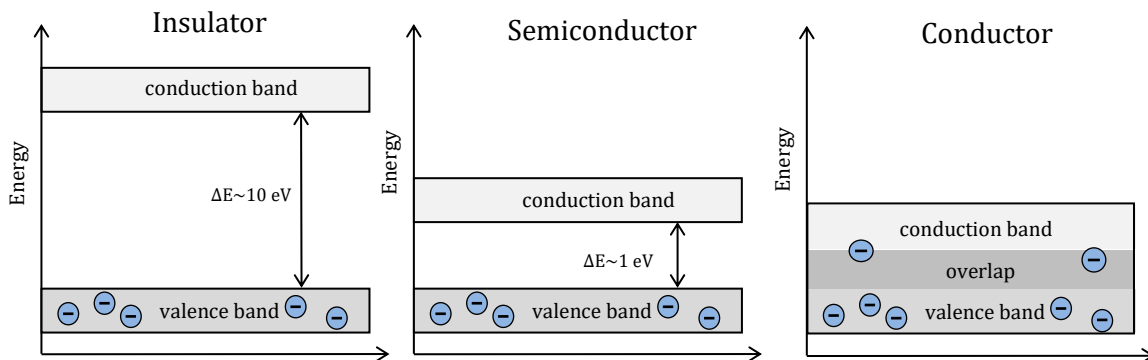 Insulator
Energy
conduction band
ΔE~10 eV
valence band
Semiconductor
Energy
conduction band
ΔE~1 eV
valence band
Conductor
Energy
conduction band
overlap
valence band